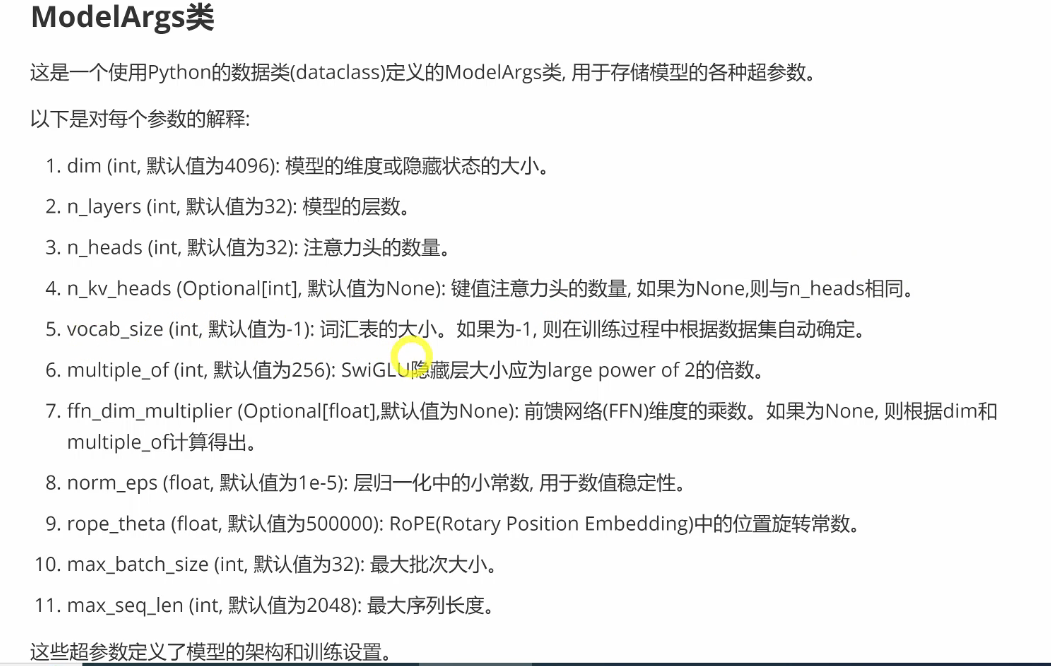 ModelArgs类
这是一个使用Python的数据类(dataclass)定义的ModelArgs类, 用于存储模型的各种超参数。
以下是对每个参数的解释:
1. dim (int, 默认值为4096): 模型的维度或隐藏状态的大小。
2. n_layers (int, 默认值为32): 模型的层数。
3. n_heads (int, 默认值为32): 注意力头的数量。
4. n_kv_heads (Optional[int], 默认值为None): 键值注意力头的数量, 如果为None,则与n_heads相同。
5. vocab_size (int, 默认值为-1): 词汇表的大小。如果为-1, 则在训练过程中根据数据集自动确定。
6. multiple_of (int, 默认值为256): SwiGLU隐藏层大小应为large power of 2的倍数。
7. ffn_dim_multiplier (Optional[float],默认值为None): 前馈网络(FFN)维度的乘数。如果为None, 则根据dim和
multiple_of计算得出。
8. norm_eps (float, 默认值为1e-5): 层归一化中的小常数, 用于数值稳定性。
9. rope_theta (float, 默认值为500000): RoPE(Rotary Position Embedding)中的位置旋转常数。
10. max_batch_size (int, 默认值为32): 最大批次大小。
11. max_seq_len (int, 默认值为2048): 最大序列长度。
这些超参数定义了模型的架构和训练设置。